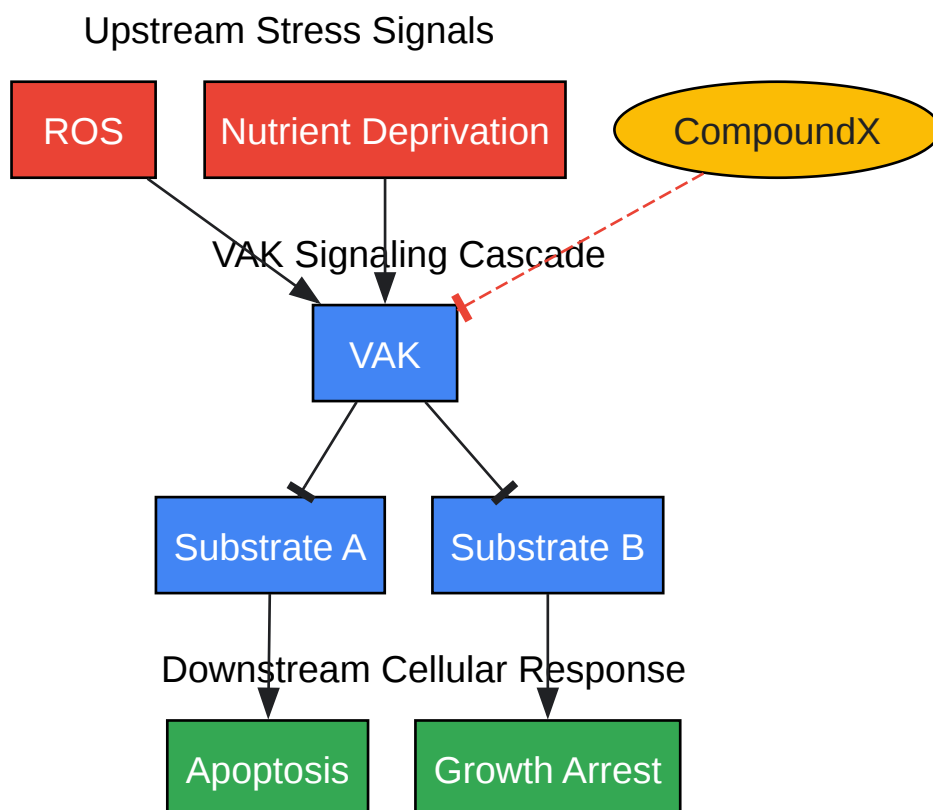 Upstream Stress Signals
ROS
Nutrient Deprivation
CompoundX
VAK Signaling Cascade
VAK
Substrate A
Substrate B
Downstream Cellular Response
Apoptosis
Growth Arrest